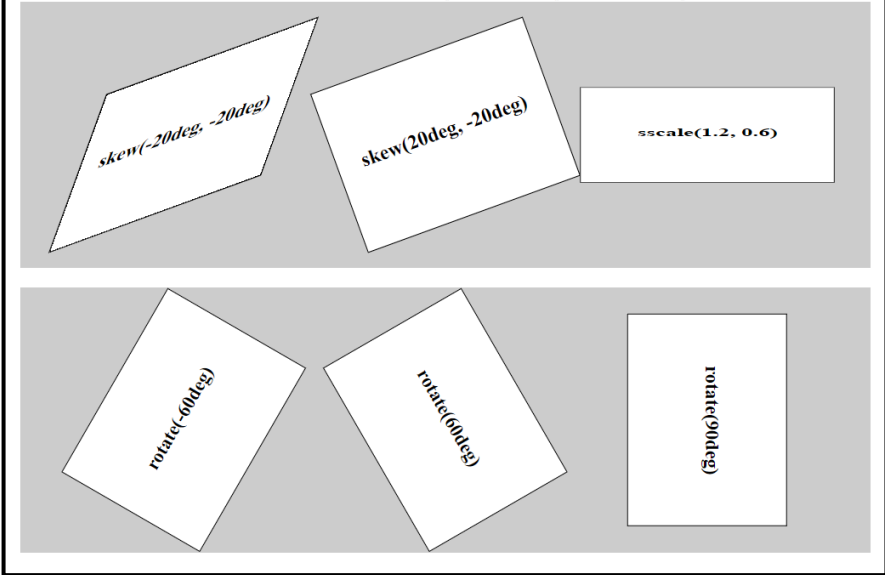 skew(-20deg, -20deg)
skew(20deg, -20deg)
sscale(1.2, 0.6)
rotate(-60deg)
rotate(60deg)
rotate(90deg)